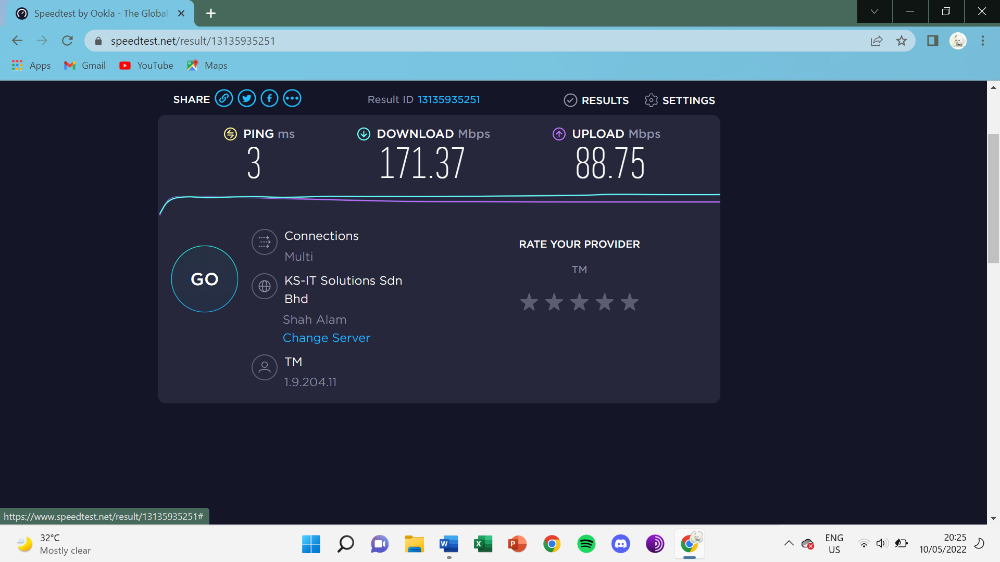 Speedtest by Ookla - The Global
speedtest.net/result/13135935251
Apps Gmail YouTube Maps
SHARE Result ID 13135935251 RESULTS SETTINGS
PING ms DOWNLOAD Mbps UPLOAD Mbps
3 171.37 88.75
GO
Connections
Multi
KS-IT Solutions Sdn
Bhd
Shah Alam
Change Server
TM
1.9.204.11
RATE YOUR PROVIDER
TM
https://www.speedtest.net/result/13135935251#
32°C
Mostly clear
ENG
US
20:25
10/05/2022